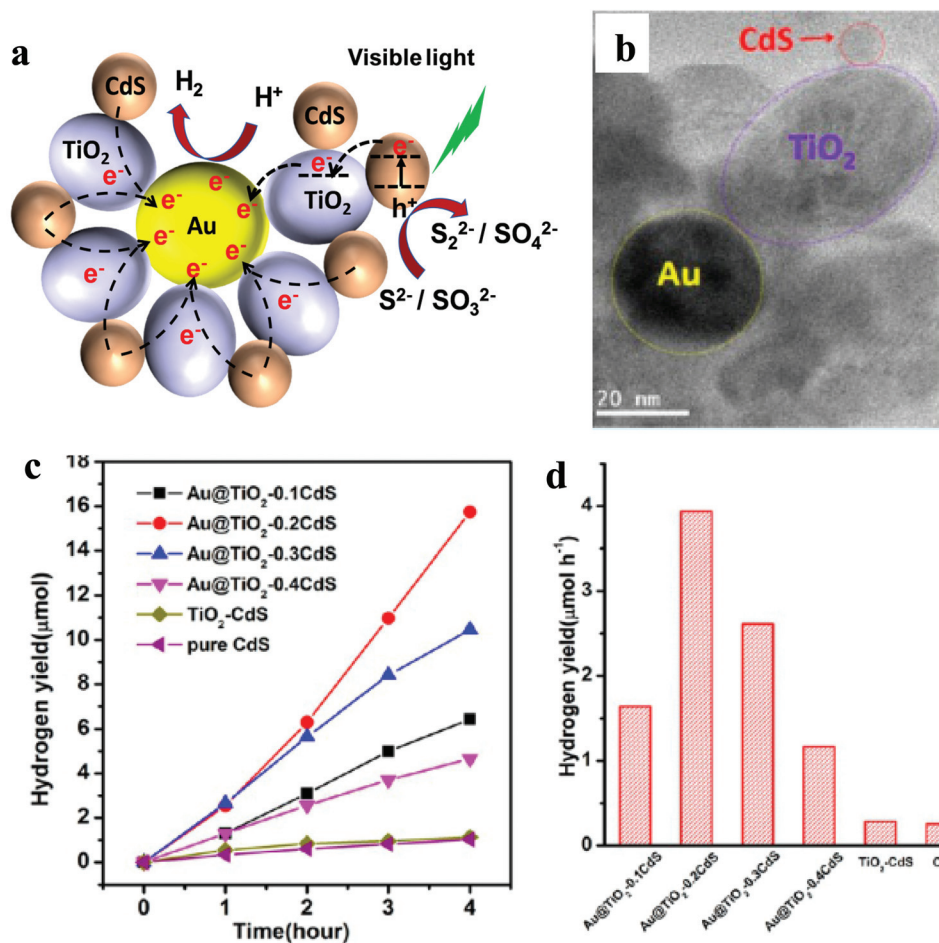 a
Visible light
CdS
H₂
H⁺
CdS
TiO₂
e⁻
e⁻
e⁻
e⁻
TiO₂
h⁺
e⁻
e⁻
Au
e⁻
e⁻
e⁻
e⁻
e⁻
e⁻
S₂²⁻ / SO₄²⁻
S²⁻ / SO₃²⁻
b
CdS
TiO₂
Au
20 nm
c
Hydrogen yield(μmol)
18
16
14
12
10
8
6
4
2
0
Au@TiO₂-0.1CdS
Au@TiO₂-0.2CdS
Au@TiO₂-0.3CdS
Au@TiO₂-0.4CdS
TiO₂-CdS
pure CdS
0 1 2 3 4
Time(hour)
d
Hydrogen yield(μmol h⁻¹)
4
3
2
1
0
Au@TiO₂-0.1CdS
Au@TiO₂-0.2CdS
Au@TiO₂-0.3CdS
Au@TiO₂-0.4CdS
TiO₂-CdS